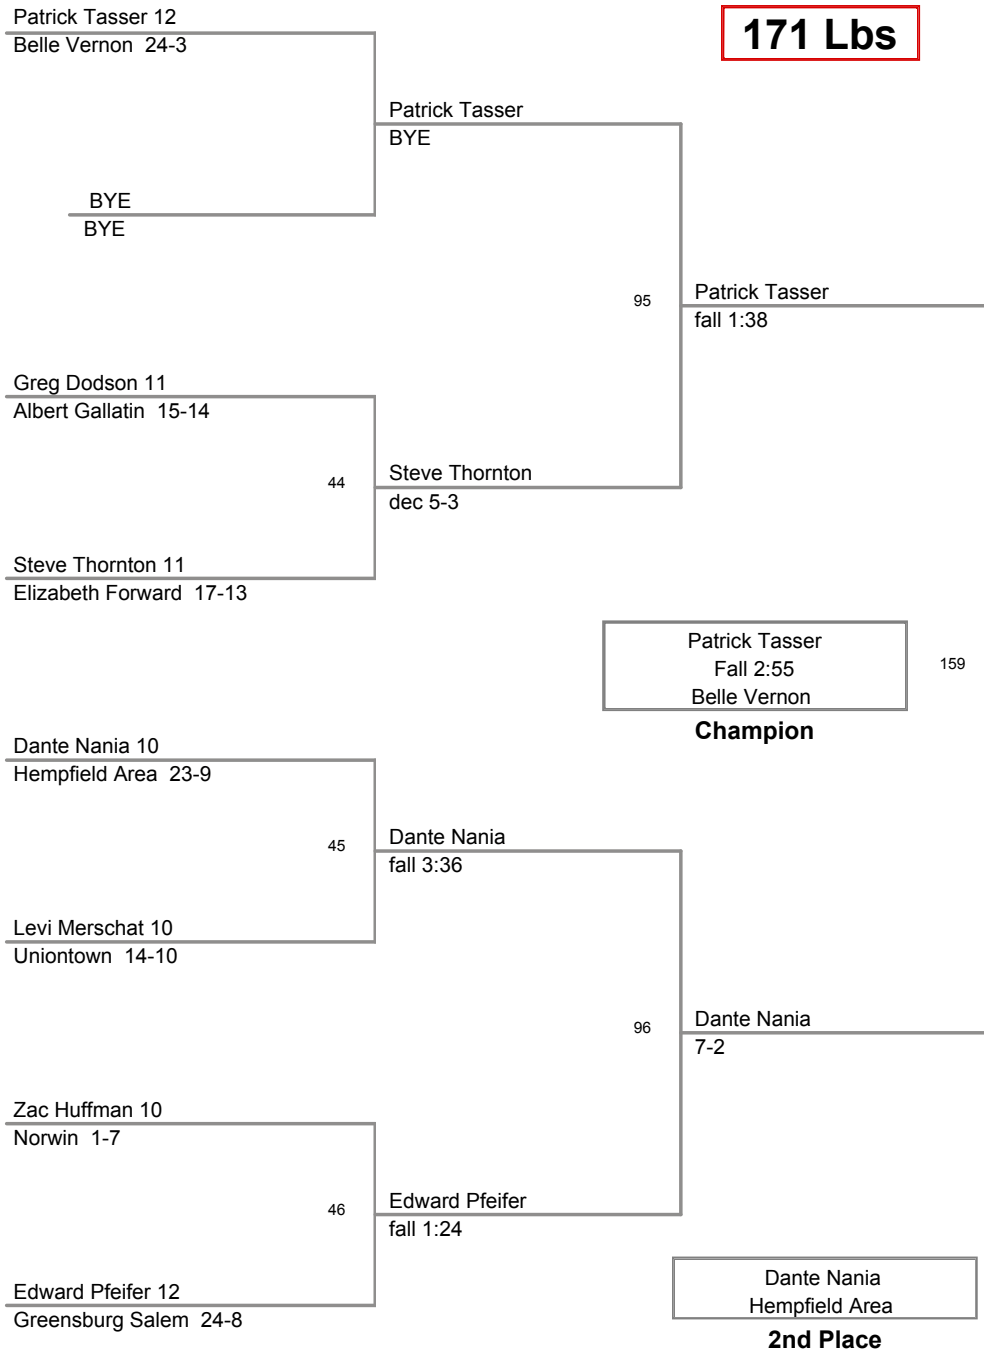 Patrick Tasser 12
171 Lbs
Belle Vernon 24-3
Patrick Tasser
BYE
BYE
BYE
95
Patrick Tasser
fall 1:38
Greg Dodson 11
Albert Gallatin 15-14
44
Steve Thornton
dec 5-3
Steve Thornton 11
Elizabeth Forward 17-13
Patrick Tasser
Fall 2:55
Belle Vernon
159
Champion
Dante Nania 10
Hempfield Area 23-9
45
Dante Nania
fall 3:36
Levi Merschat 10
Uniontown 14-10
96
Dante Nania
7-2
Zac Huffman 10
Norwin 1-7
46
Edward Pfeifer
fall 1:24
Edward Pfeifer 12
Greensburg Salem 24-8
Dante Nania
Hempfield Area
2nd Place